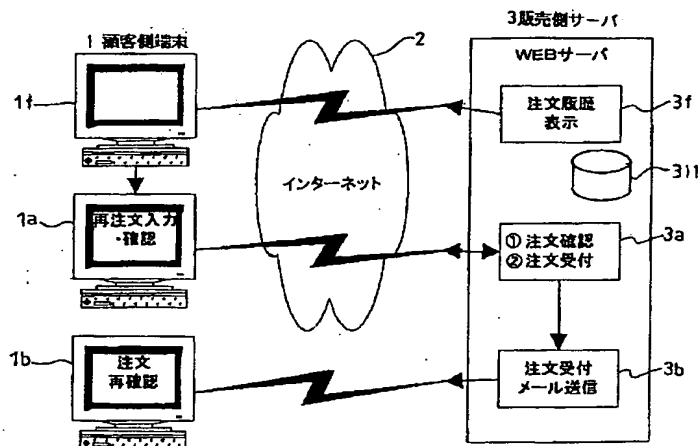 3販売側サーバ
1 顧客側端末
2
WEBサーバ
1f
注文履歴
表示
3f
311
インターネット
1a
再注文入力
・確認
① 注文確認
② 注文受付
3a
1b
注文
再確認
注文受付
メール送信
3b